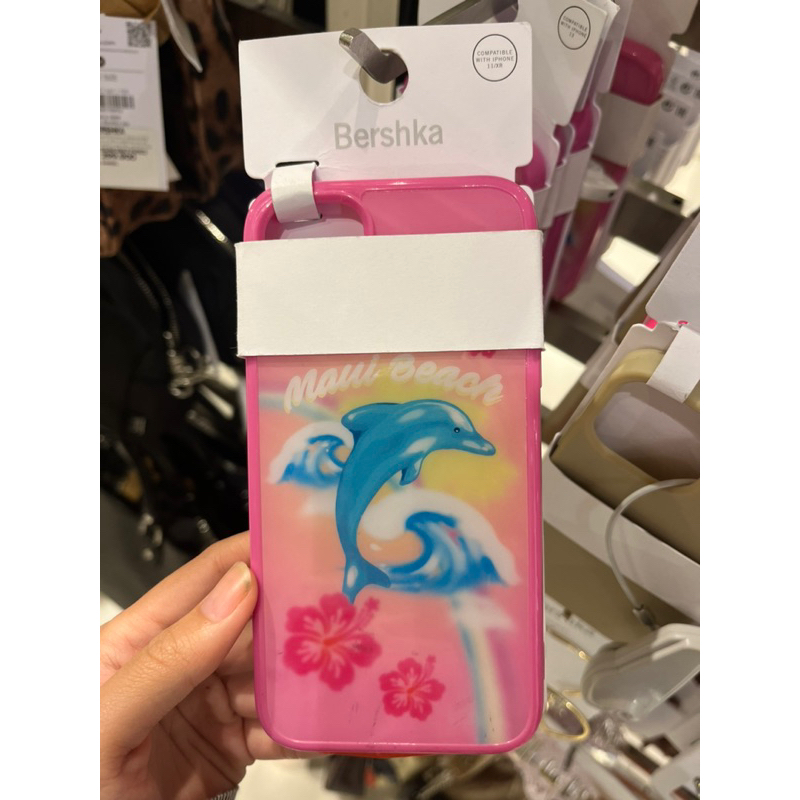 COMPATIBLE
WITH IPHONE
11/XR
Bershka
Maui Beach